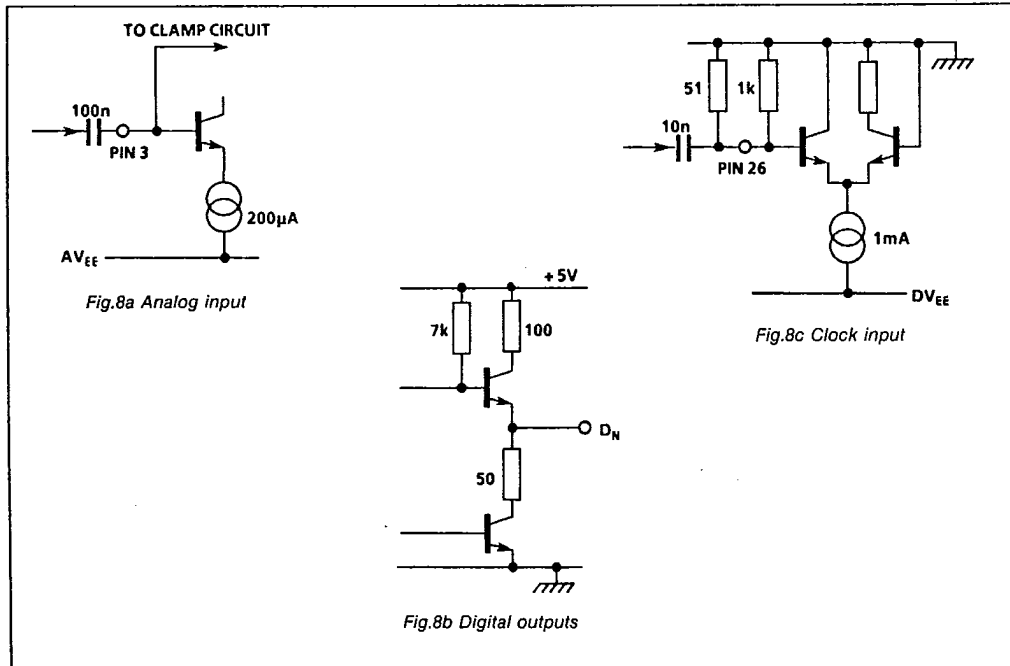 TO CLAMP CIRCUIT
100n
PIN 3
200µA
AVEE
Fig.8a Analog input
+5V
7k
100
DN
50
Fig.8b Digital outputs
51
1k
10n
PIN 26
1mA
DVEE
Fig.8c Clock input